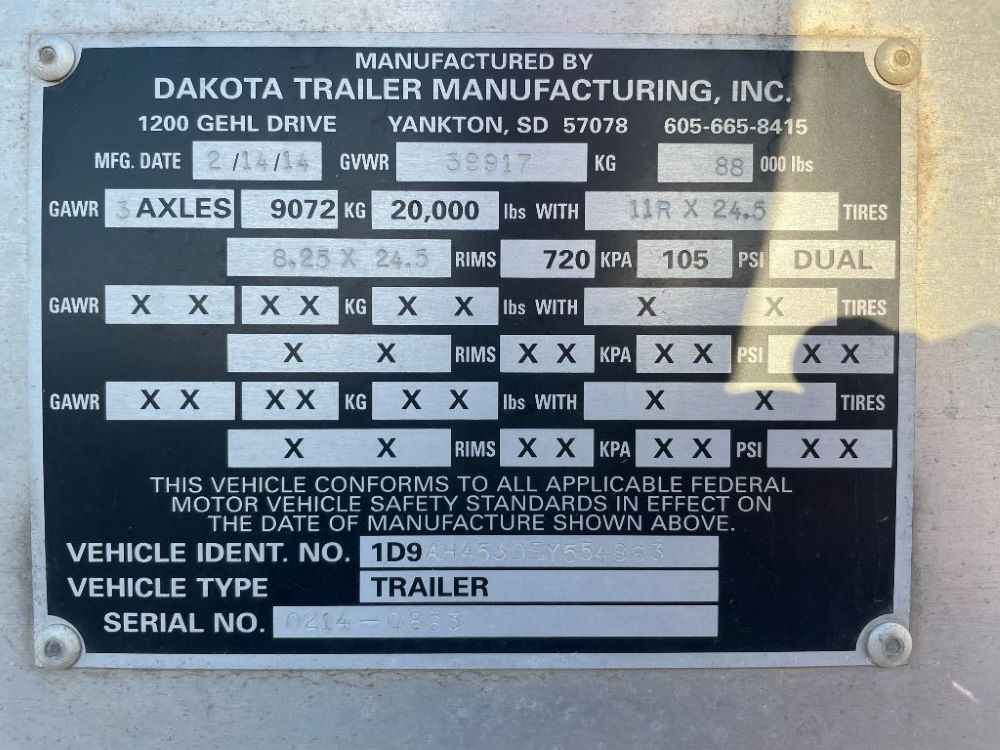 MANUFACTURED BY
DAKOTA TRAILER MANUFACTURING, INC.
1200 GEHL DRIVE YANKTON, SD 57078 605-665-8415
MFG. DATE 2/14/14 GVWR 39917 KG 88 000 lbs
GAWR 3 AXLES 9072 KG 20,000 lbs WITH 11R X 24.5 TIRES
8.25 X 24.5 RIMS 720 KPA 105 PSI DUAL
GAWR X X X X KG X X lbs WITH X X TIRES
X X RIMS X X KPA X X PSI X X
GAWR X X X X KG X X lbs WITH X X TIRES
X X RIMS X X KPA X X PSI X X
THIS VEHICLE CONFORMS TO ALL APPLICABLE FEDERAL
MOTOR VEHICLE SAFETY STANDARDS IN EFFECT ON
THE DATE OF MANUFACTURE SHOWN ABOVE.
VEHICLE IDENT. NO. 1D9AH4530EY554863
VEHICLE TYPE TRAILER
SERIAL NO. 0214-0863